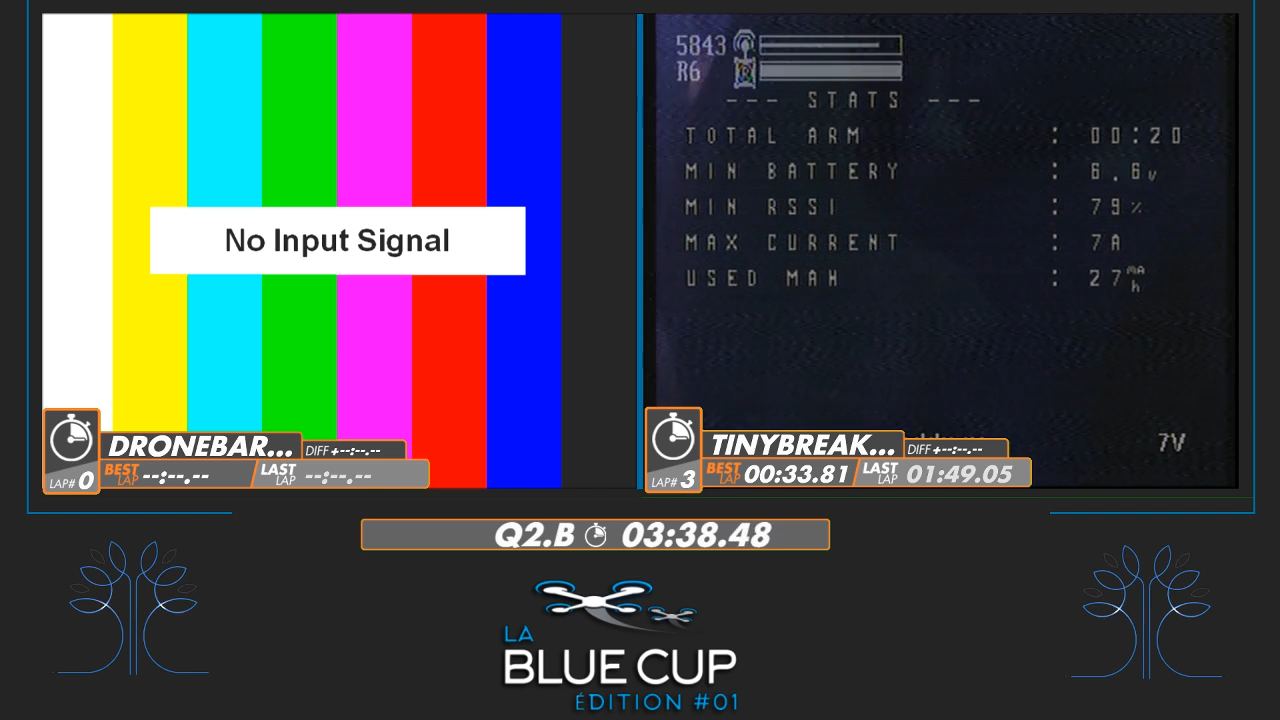 No Input Signal
DRONEBAR...
DIFF +--:--.--
LAP# 0
BEST LAP --:--.--
LAST LAP --:--.--
5843
R6
--- STATS ---
TOTAL ARM : 00:20
MIN BATTERY : 6.6v
MIN RSSI : 79%
MAX CURRENT : 7A
USED MAH : 27mAh
7V
TINYBREAK...
DIFF +--:--.--
LAP# 3
BEST LAP 00:33.81
LAST LAP 01:49.05
Q2.B 03:38.48
LA
BLUE CUP
ÉDITION #01